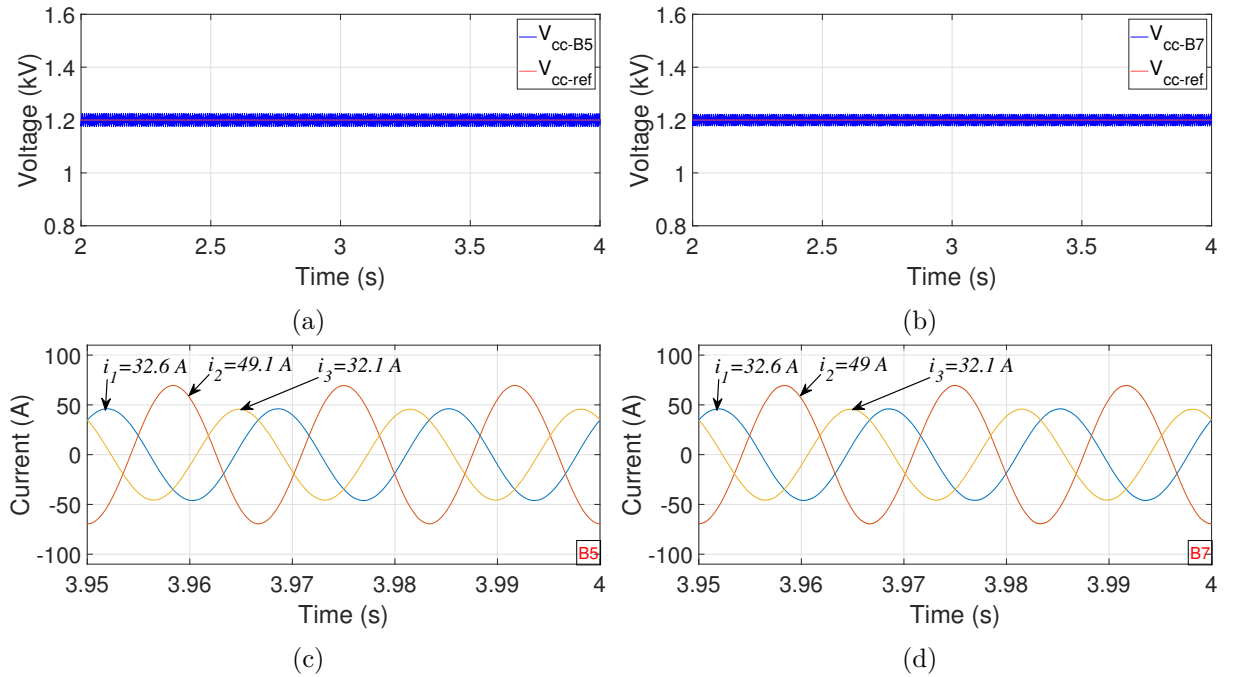 1.6
1.4
1.2
1
0.8
Voltage (kV)
V_cc-B5
V_cc-ref
2
2.5
3
3.5
4
Time (s)
(a)
1.6
1.4
1.2
1
0.8
Voltage (kV)
V_cc-B7
V_cc-ref
2
2.5
3
3.5
4
Time (s)
(b)
100
50
0
-50
-100
Current (A)
i_1=32.6 A
i_2=49.1 A
i_3=32.1 A
B5
3.95
3.96
3.97
3.98
3.99
4
Time (s)
(c)
100
50
0
-50
-100
Current (A)
i_1=32.6 A
i_2=49 A
i_3=32.1 A
B7
3.95
3.96
3.97
3.98
3.99
4
Time (s)
(d)